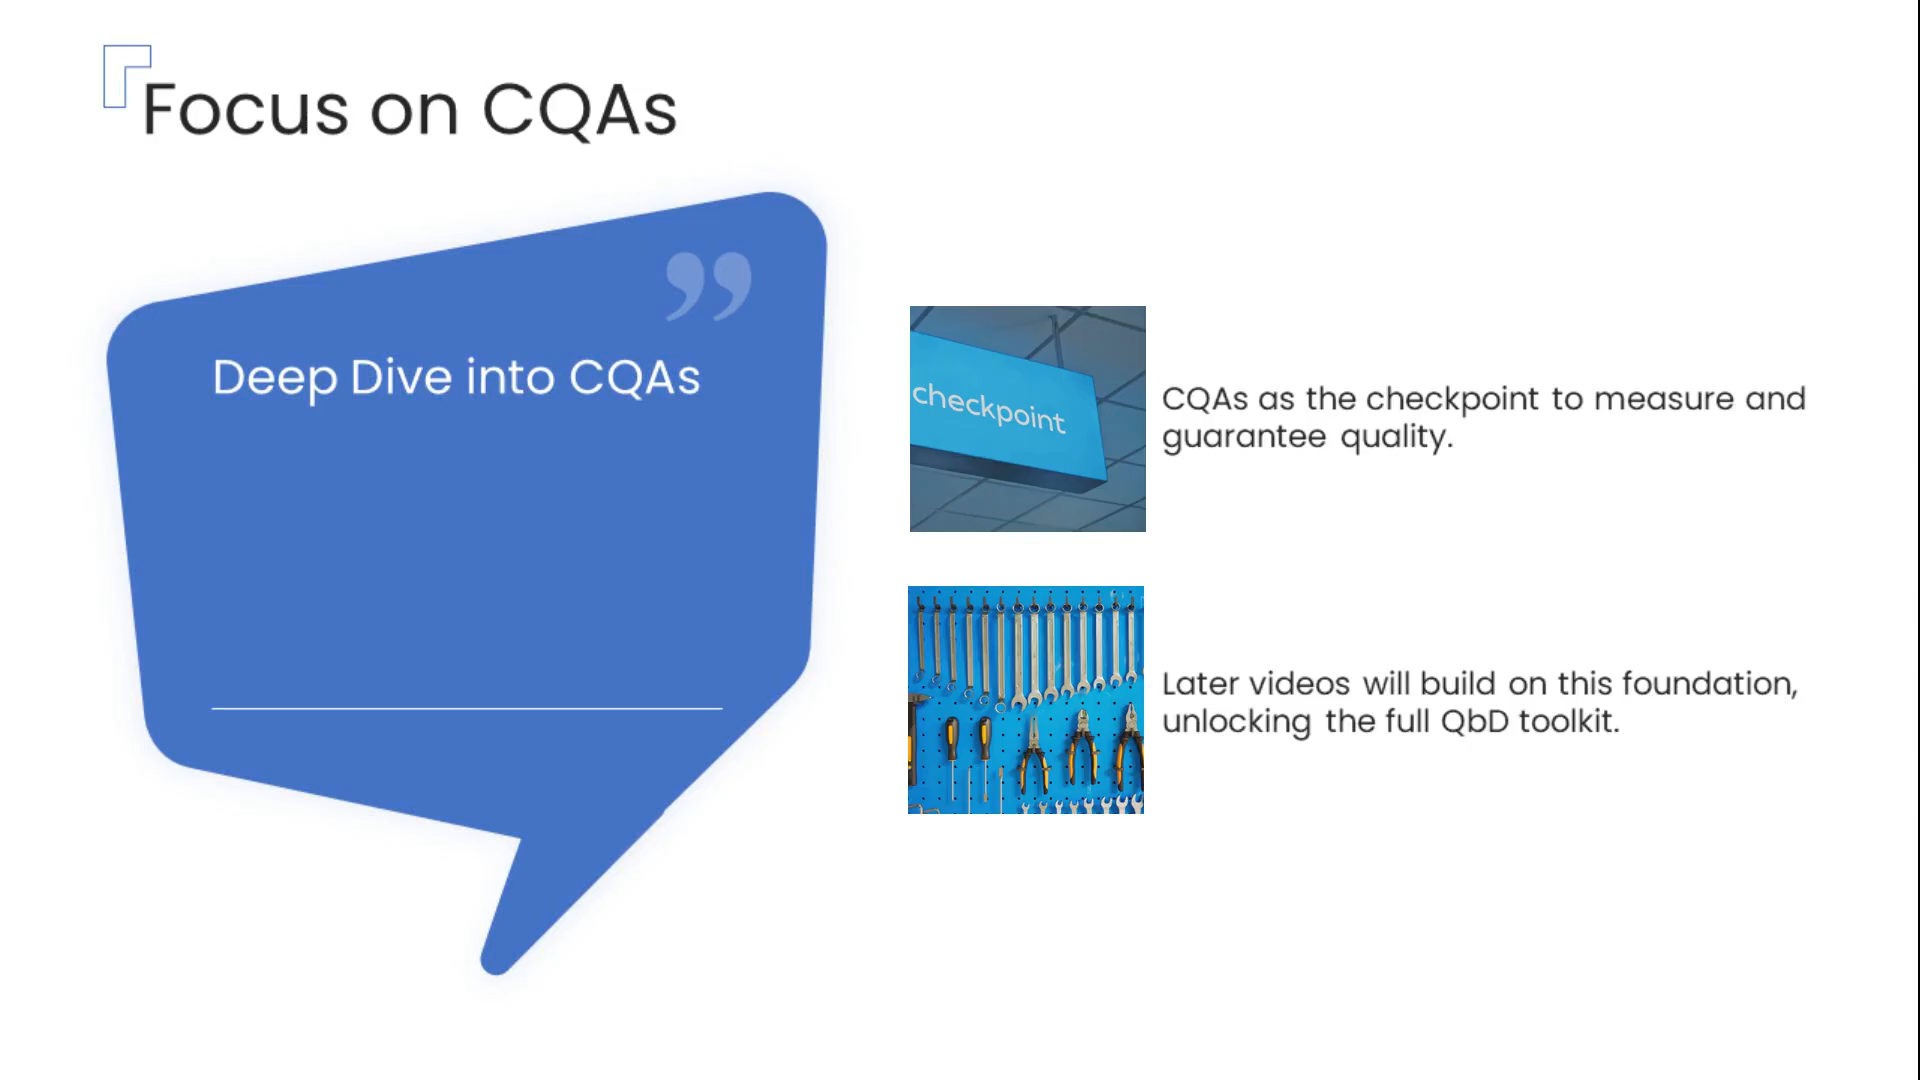 Focus on CQAs
”
Deep Dive into CQAs
checkpoint
CQAs as the checkpoint to measure and
guarantee quality.
Later videos will build on this foundation,
unlocking the full QbD toolkit.